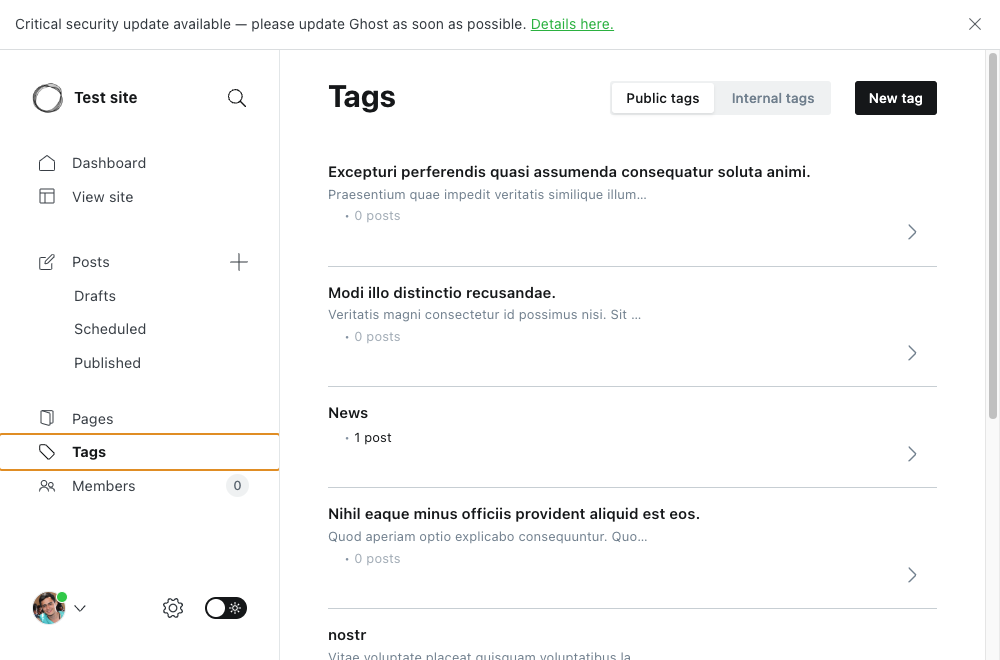 Critical security update available — please update Ghost as soon as possible. Details here.
Test site
Dashboard
View site
Posts
Drafts
Scheduled
Published
Pages
Tags
Members
0
Tags
Public tags
Internal tags
New tag
Excepturi perferendis quasi assumenda consequatur soluta animi.
Praesentium quae impedit veritatis similique illum...
• 0 posts
Modi illo distinctio recusandae.
Veritatis magni consectetur id possimus nisi. Sit ...
• 0 posts
News
• 1 post
Nihil eaque minus officiis provident aliquid est eos.
Quod aperiam optio explicabo consequuntur. Quo...
• 0 posts
nostr
Vitae voluptate placeat quisquam voluptatibus la...